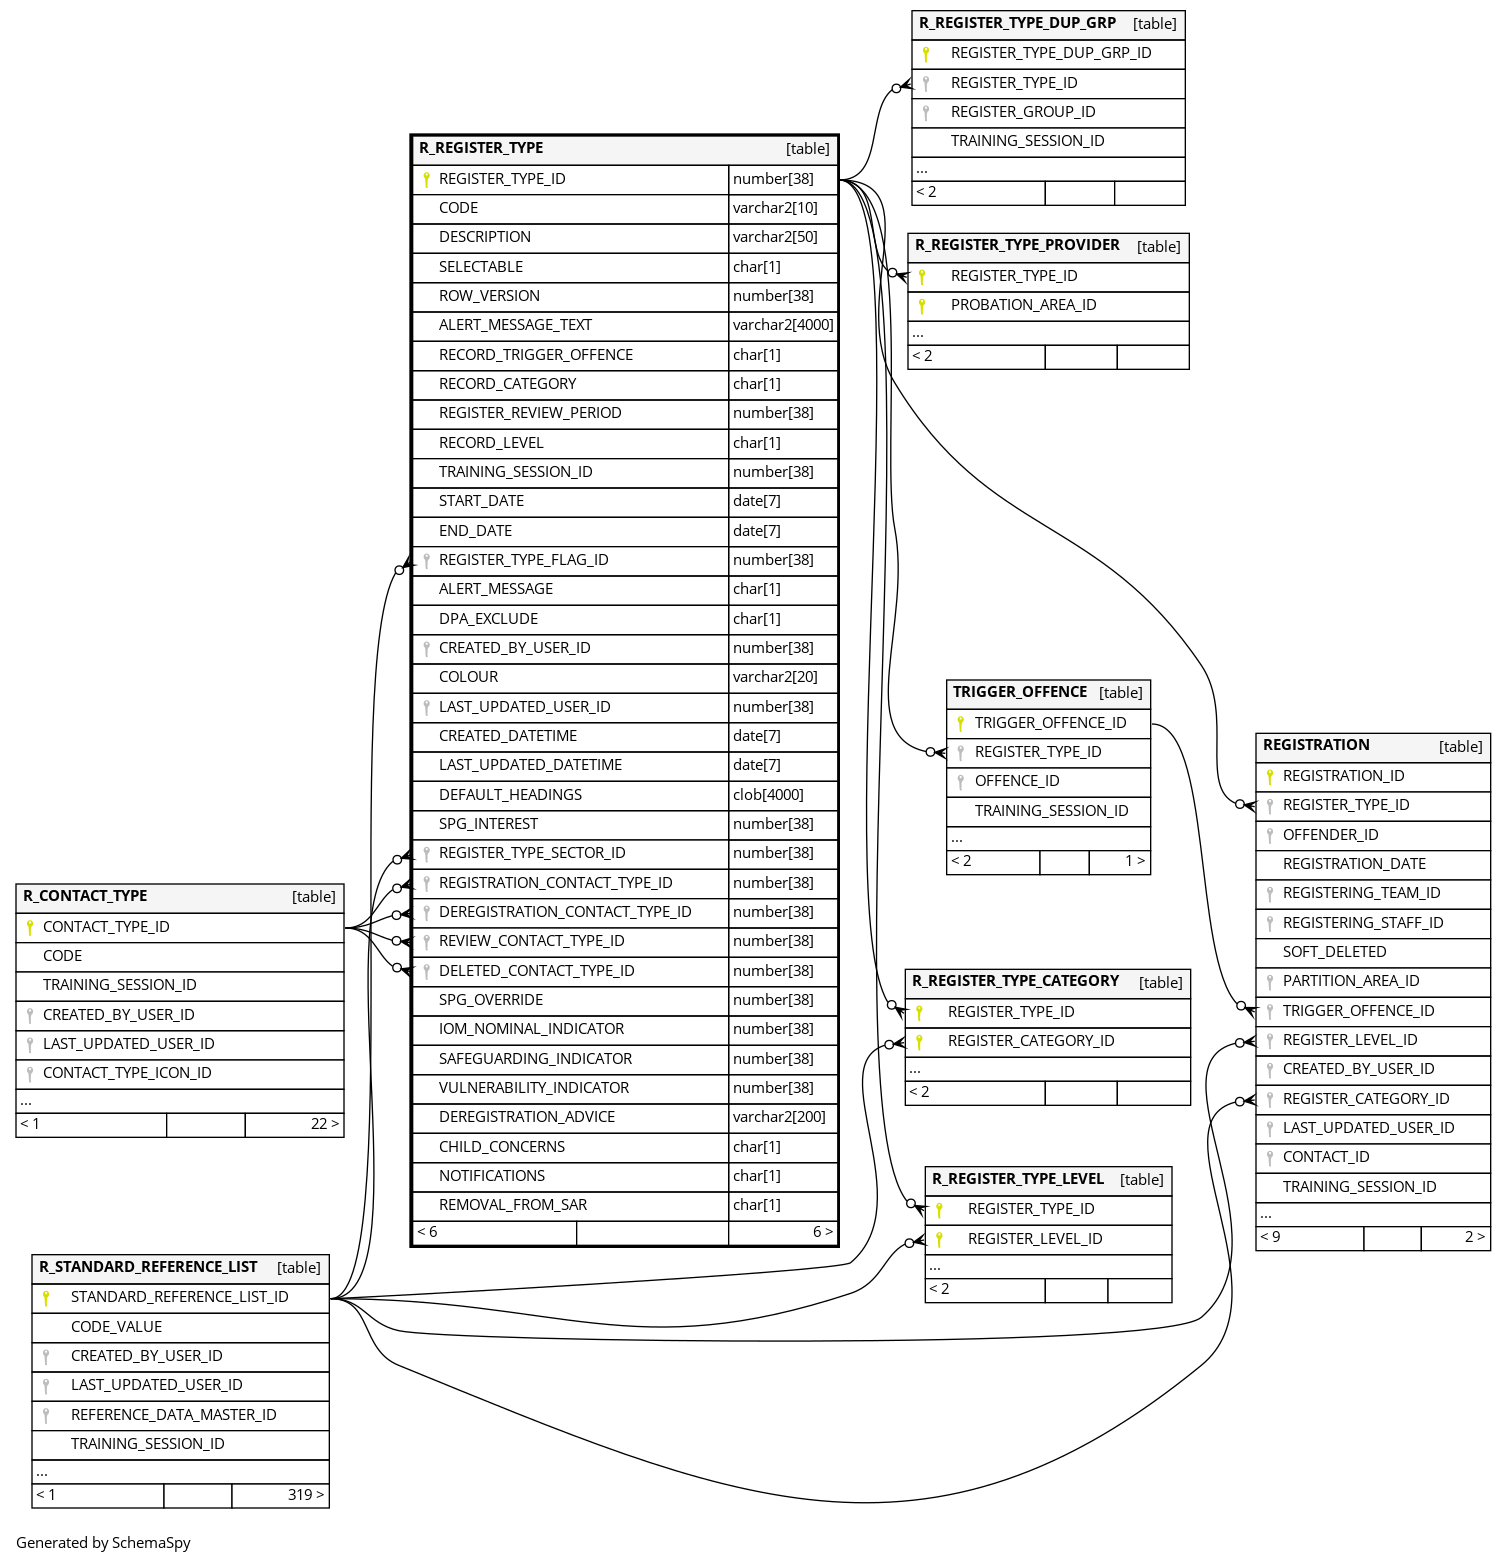 R_REGISTER_TYPE_DUP_GRP [table]
REGISTER_TYPE_DUP_GRP_ID
REGISTER_TYPE_ID
REGISTER_GROUP_ID
TRAINING_SESSION_ID
...
< 2
R_REGISTER_TYPE_PROVIDER [table]
REGISTER_TYPE_ID
PROBATION_AREA_ID
...
< 2
R_REGISTER_TYPE [table]
REGISTER_TYPE_ID number[38]
CODE varchar2[10]
DESCRIPTION varchar2[50]
SELECTABLE char[1]
ROW_VERSION number[38]
ALERT_MESSAGE_TEXT varchar2[4000]
RECORD_TRIGGER_OFFENCE char[1]
RECORD_CATEGORY char[1]
REGISTER_REVIEW_PERIOD number[38]
RECORD_LEVEL char[1]
TRAINING_SESSION_ID number[38]
START_DATE date[7]
END_DATE date[7]
REGISTER_TYPE_FLAG_ID number[38]
ALERT_MESSAGE char[1]
DPA_EXCLUDE char[1]
CREATED_BY_USER_ID number[38]
COLOUR varchar2[20]
LAST_UPDATED_USER_ID number[38]
CREATED_DATETIME date[7]
LAST_UPDATED_DATETIME date[7]
DEFAULT_HEADINGS clob[4000]
SPG_INTEREST number[38]
REGISTER_TYPE_SECTOR_ID number[38]
REGISTRATION_CONTACT_TYPE_ID number[38]
DEREGISTRATION_CONTACT_TYPE_ID number[38]
REVIEW_CONTACT_TYPE_ID number[38]
DELETED_CONTACT_TYPE_ID number[38]
SPG_OVERRIDE number[38]
IOM_NOMINAL_INDICATOR number[38]
SAFEGUARDING_INDICATOR number[38]
VULNERABILITY_INDICATOR number[38]
DEREGISTRATION_ADVICE varchar2[200]
CHILD_CONCERNS char[1]
NOTIFICATIONS char[1]
REMOVAL_FROM_SAR char[1]
< 6 6 >
TRIGGER_OFFENCE [table]
TRIGGER_OFFENCE_ID
REGISTER_TYPE_ID
OFFENCE_ID
TRAINING_SESSION_ID
...
< 2 1 >
REGISTRATION [table]
REGISTRATION_ID
REGISTER_TYPE_ID
OFFENDER_ID
REGISTRATION_DATE
REGISTERING_TEAM_ID
REGISTERING_STAFF_ID
SOFT_DELETED
PARTITION_AREA_ID
TRIGGER_OFFENCE_ID
REGISTER_LEVEL_ID
CREATED_BY_USER_ID
REGISTER_CATEGORY_ID
LAST_UPDATED_USER_ID
CONTACT_ID
TRAINING_SESSION_ID
...
< 9 2 >
R_CONTACT_TYPE [table]
CONTACT_TYPE_ID
CODE
TRAINING_SESSION_ID
CREATED_BY_USER_ID
LAST_UPDATED_USER_ID
CONTACT_TYPE_ICON_ID
...
< 1 22 >
R_REGISTER_TYPE_CATEGORY [table]
REGISTER_TYPE_ID
REGISTER_CATEGORY_ID
...
< 2
R_REGISTER_TYPE_LEVEL [table]
REGISTER_TYPE_ID
REGISTER_LEVEL_ID
...
< 2
R_STANDARD_REFERENCE_LIST [table]
STANDARD_REFERENCE_LIST_ID
CODE_VALUE
CREATED_BY_USER_ID
LAST_UPDATED_USER_ID
REFERENCE_DATA_MASTER_ID
TRAINING_SESSION_ID
...
< 1 319 >
Generated by SchemaSpy